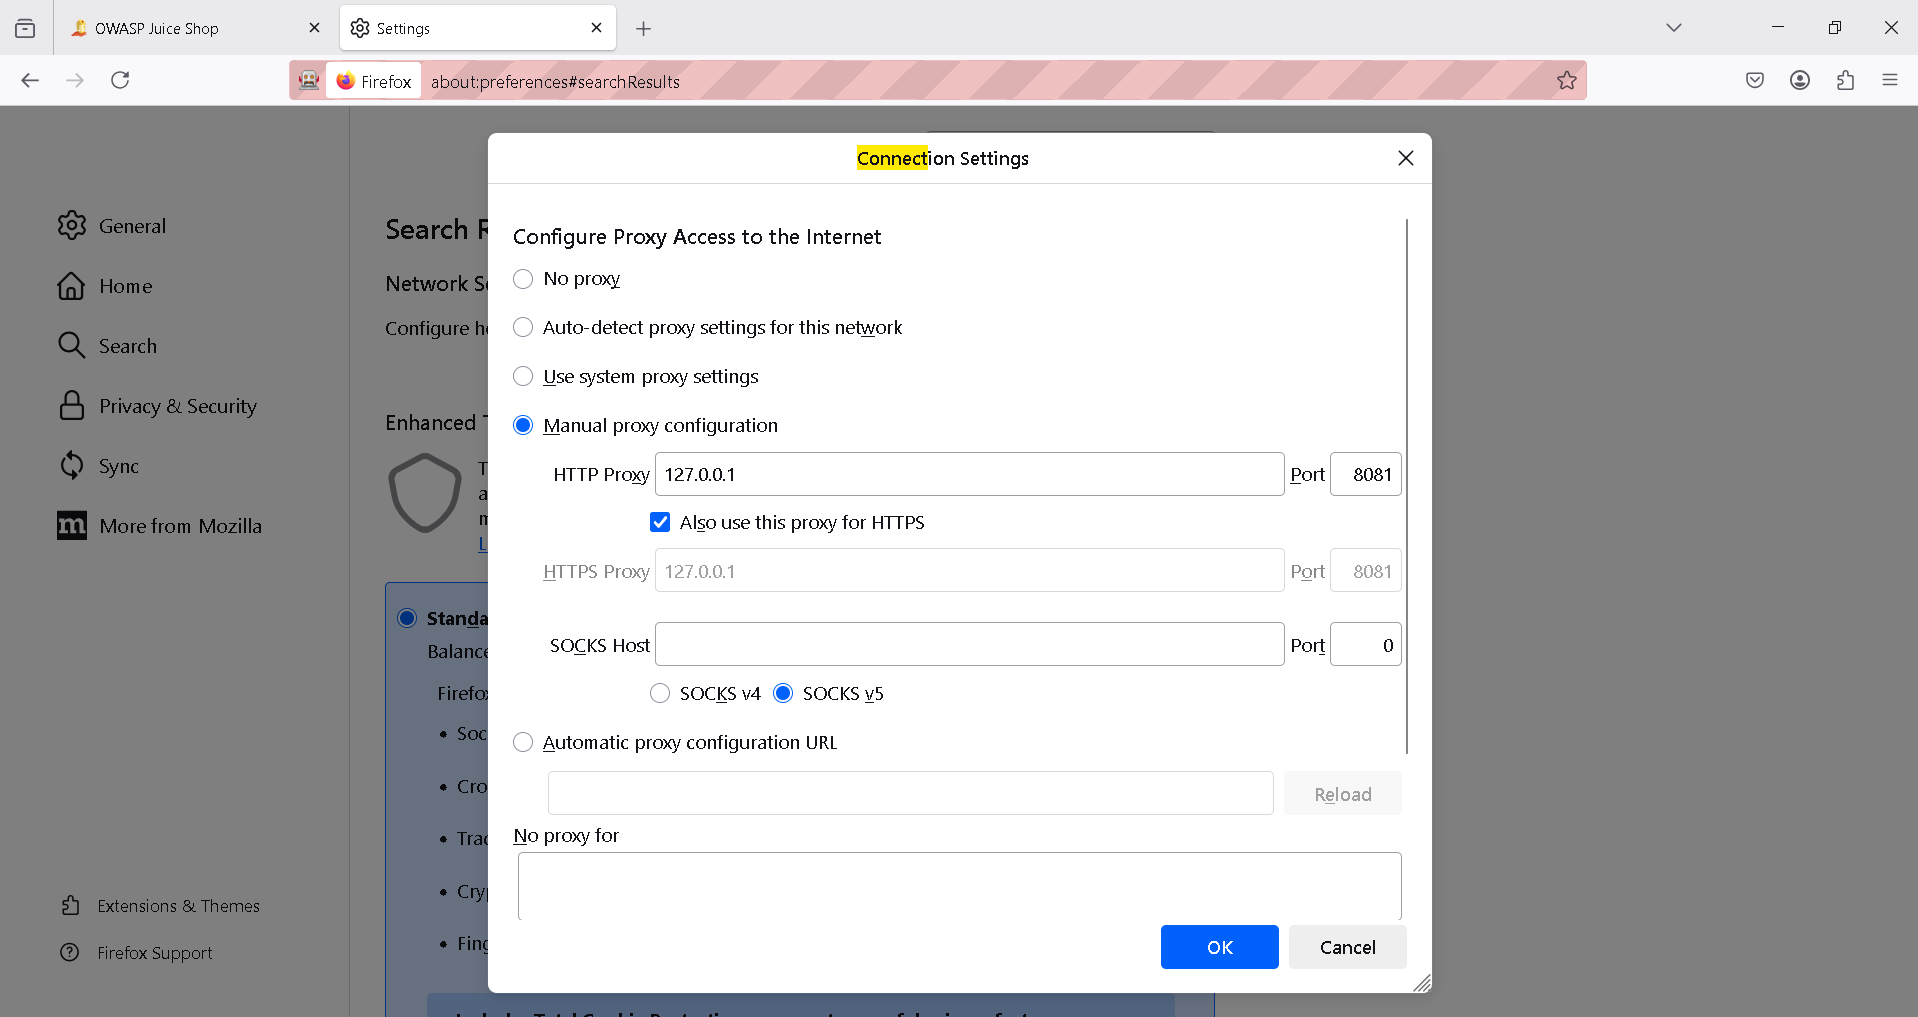 OWASP Juice Shop
Settings
Firefox
about:preferences#searchResults
Connection Settings
General
Home
Search
Privacy & Security
Sync
More from Mozilla
Extensions & Themes
Firefox Support
Search R
Network Se
Configure ho
Enhanced T
Standa
Balance
Firefox
Soc
Cro
Trac
Cryp
Fing
Configure Proxy Access to the Internet
No proxy
Auto-detect proxy settings for this network
Use system proxy settings
Manual proxy configuration
HTTP Proxy 127.0.0.1 Port 8081
Also use this proxy for HTTPS
HTTPS Proxy 127.0.0.1 Port 8081
SOCKS Host Port 0
SOCKS v4 SOCKS v5
Automatic proxy configuration URL
Reload
No proxy for
OK Cancel